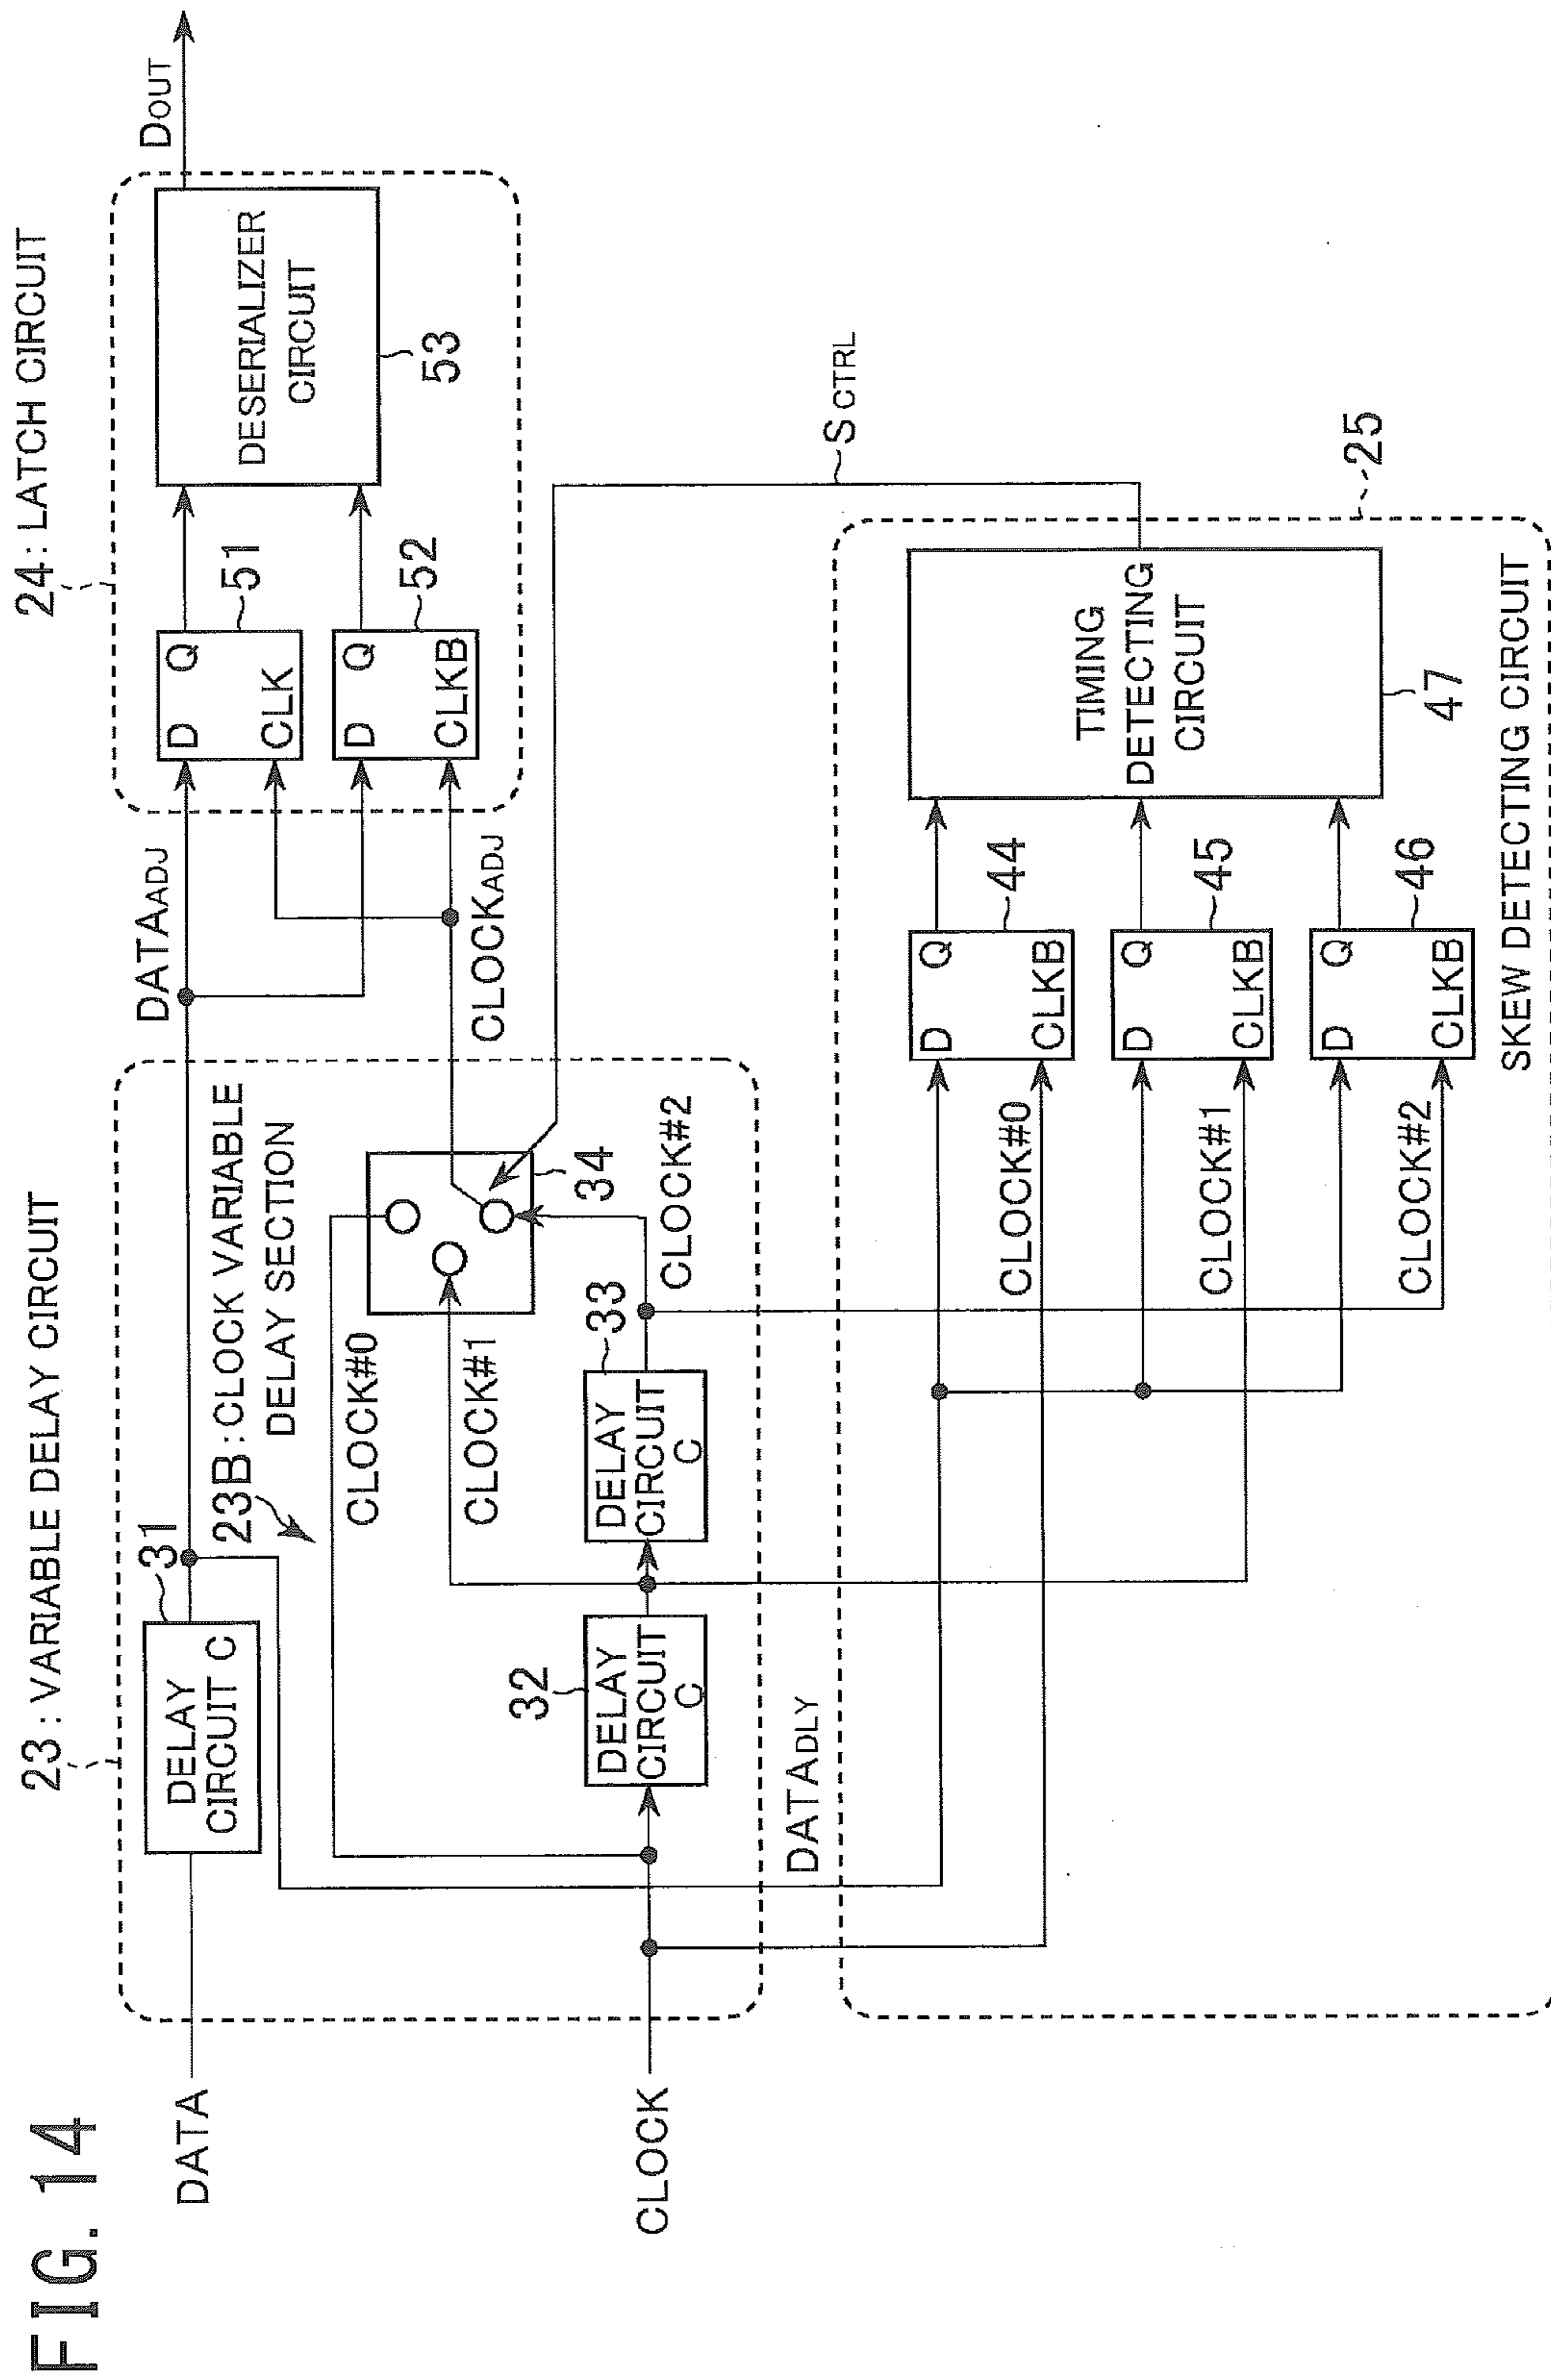 FIG. 14
23 : VARIABLE DELAY CIRCUIT
24 : LATCH CIRCUIT
DATA
DELAY
CIRCUIT C
31
23B : CLOCK VARIABLE
DELAY SECTION
CLOCK#0
CLOCK#1
34
CLOCK
32
DELAY
CIRCUIT
C
33
DELAY
CIRCUIT
C
CLOCK#2
DATAADJ
CLOCKADJ
D Q
CLK
51
D Q
CLKB
52
DESERIALIZER
CIRCUIT
53
DOUT
SCTRL
DATADLY
25
D Q
CLKB
44
CLOCK#0
D Q
CLKB
45
CLOCK#1
D Q
CLKB
46
CLOCK#2
TIMING
DETECTING
CIRCUIT
47
SKEW DETECTING CIRCUIT